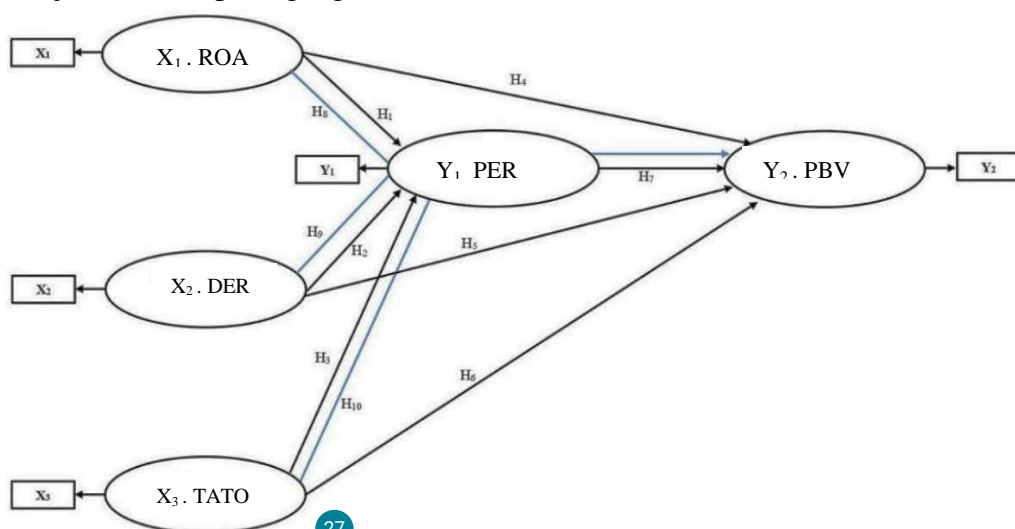 X₁
X₁ . ROA
H₄
H₈
H₁
Y₁
Y₁ PER
H₇
Y₂ . PBV
Y₂
H₉
H₂
H₅
X₂
X₂ . DER
H₃
H₆
H₁₀
X₃
X₃ . TATO
27